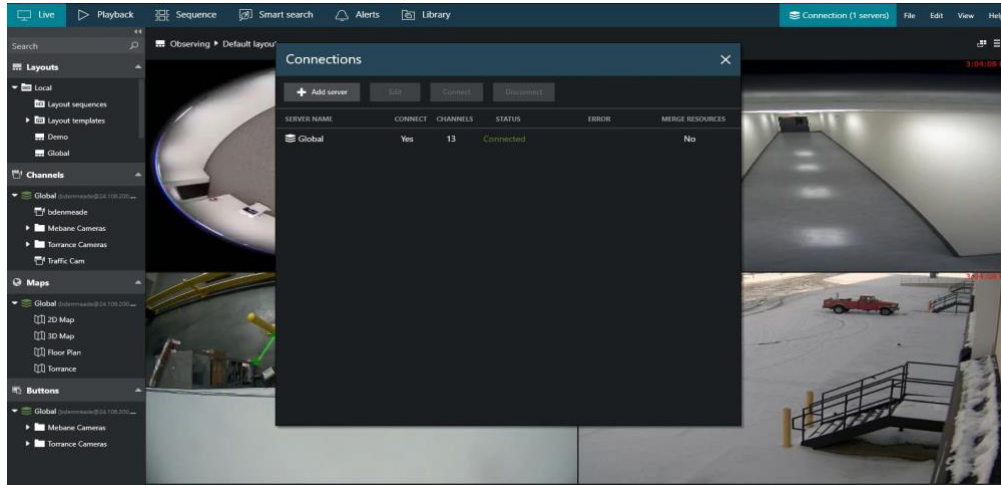 Live Playback Sequence Smart search Alerts Library Connection (1 servers) File Edit View Help
Search
Observing Default layout
Layouts
Local
Layout sequences
Layout templates
Demo
Global
Channels
Global
bdenmeade
Mebane Cameras
Torrance Cameras
Traffic Cam
Maps
Global
2D Map
3D Map
Floor Plan
Torrance
Buttons
Global
Mebane Cameras
Torrance Cameras
Connections
Add server Edit Connect Disconnect
SERVER NAME CONNECT CHANNELS STATUS ERROR MERGE RESOURCES
Global Yes 13 Connected No